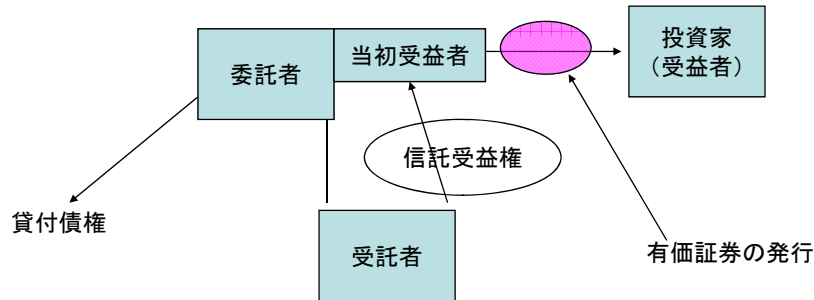 委託者
当初受益者
投資家
（受益者）
信託受益権
貸付債権
受託者
有価証券の発行